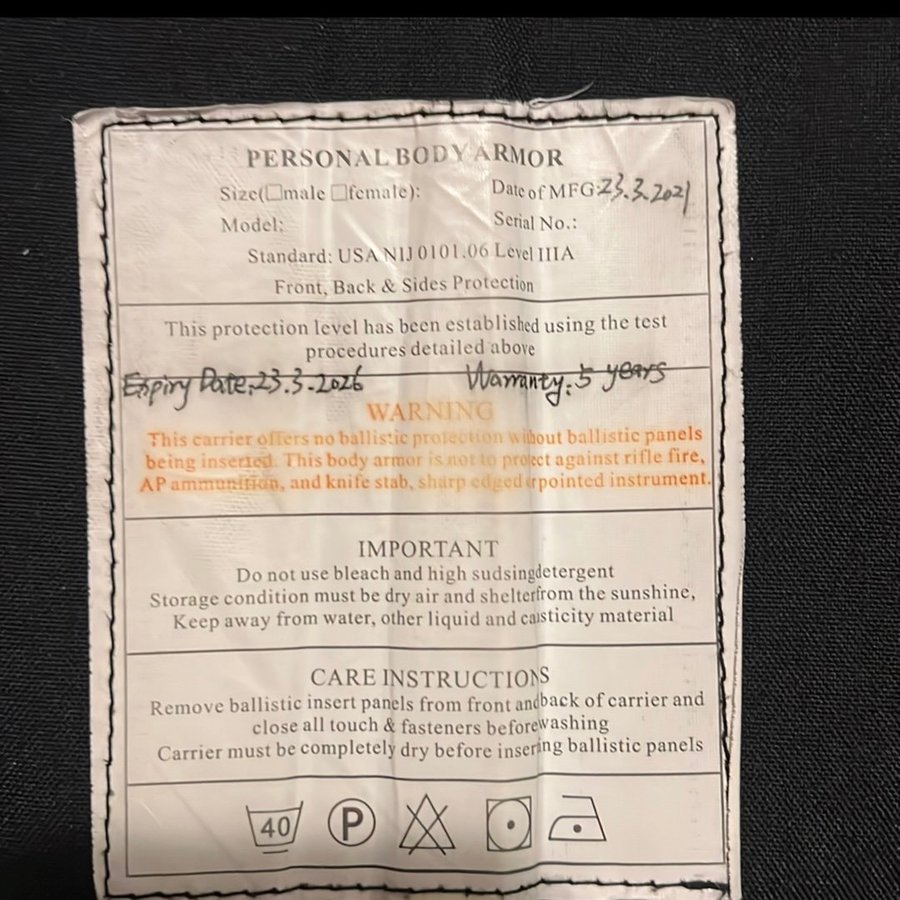 PERSONAL BODY ARMOR
Size(□male □female): Date of MFG:23.3.2021
Model: Serial No.:
Standard: USA NIJ 0101.06 Level IIIA
Front, Back & Sides Protection
This protection level has been established using the test
procedures detailed above
Expiry Date:23.3.2026 Warranty:5 years
WARNING
This carrier offers no ballistic protection without ballistic panels
being inserted. This body armor is not to protect against rifle fire,
AP ammunition, and knife stab, sharp edged rpointed instrument.
IMPORTANT
Do not use bleach and high sudsingdetergent
Storage condition must be dry air and shelterfrom the sunshine,
Keep away from water, other liquid and causticity material
CARE INSTRUCTIONS
Remove ballistic insert panels from front and back of carrier and
close all touch & fasteners before washing
Carrier must be completely dry before inserting ballistic panels
40 P